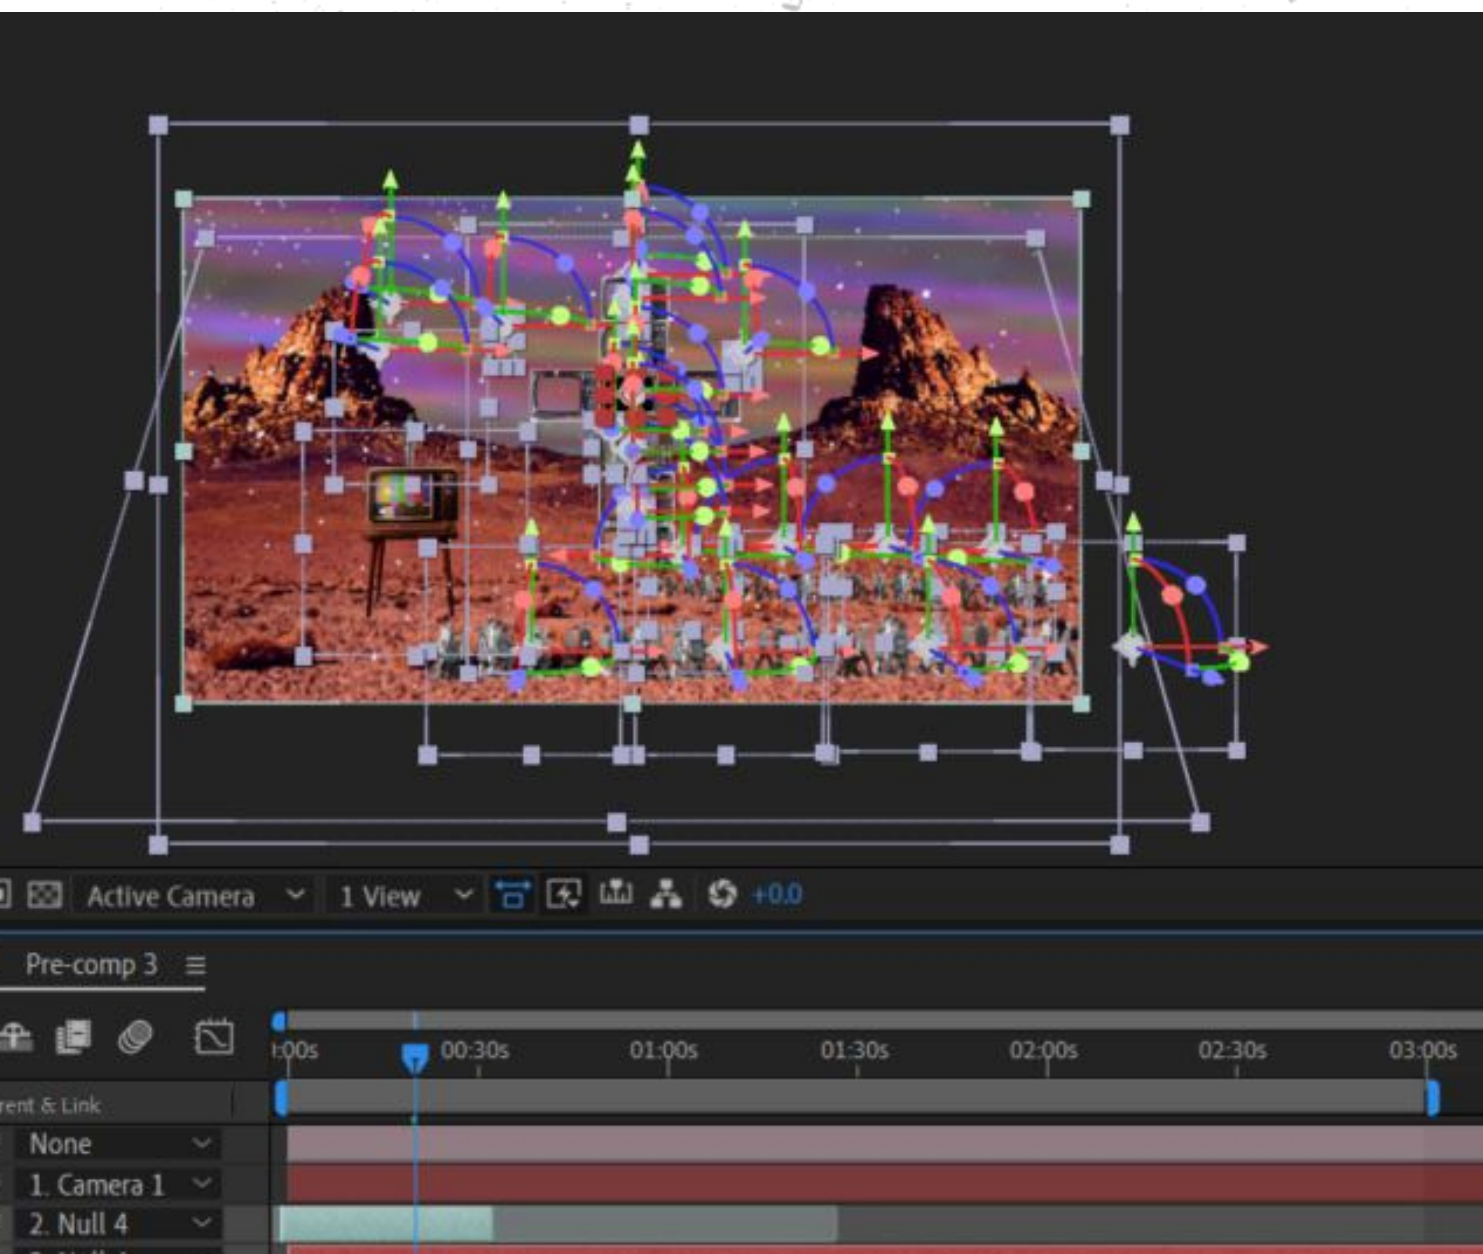 Active Camera
1 View
+0.0
Pre-comp 3
:00s 00:30s 01:00s 01:30s 02:00s 02:30s 03:00s
rent & Link
None
1. Camera 1
2. Null 4